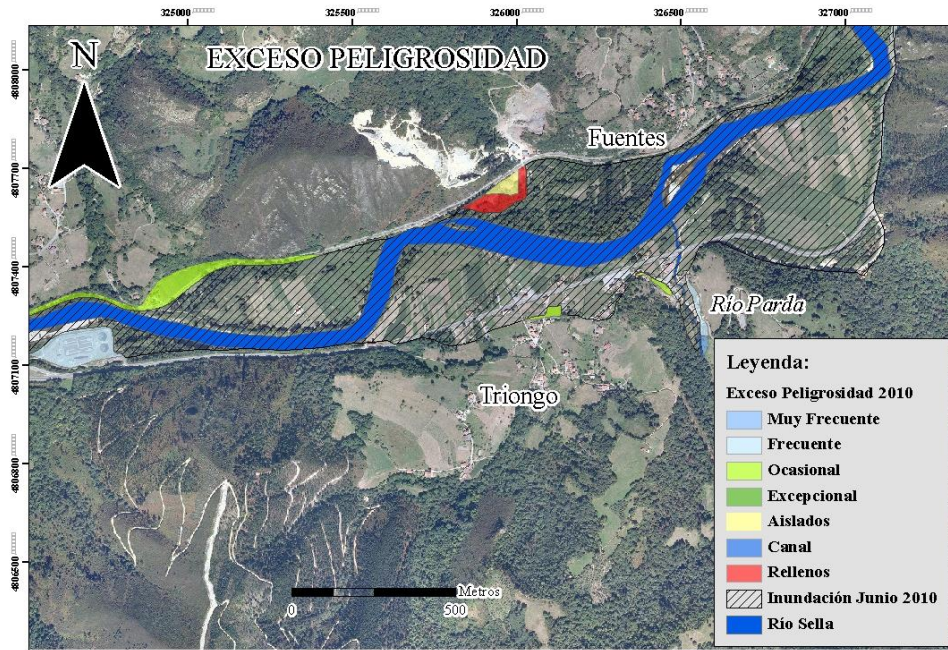 325000 325500 326000 326500 327000
EXCESO PELIGROSIDAD
N
4808000
Fuentes
4807700
4807400
Río Parda
4807100
Triongo
4806800
4806500
Leyenda:
Exceso Peligrosidad 2010
Muy Frecuente
Frecuente
Ocasional
Excepcional
Aislados
Canal
Rellenos
Inundación Junio 2010
Río Sella
Metros
0 500